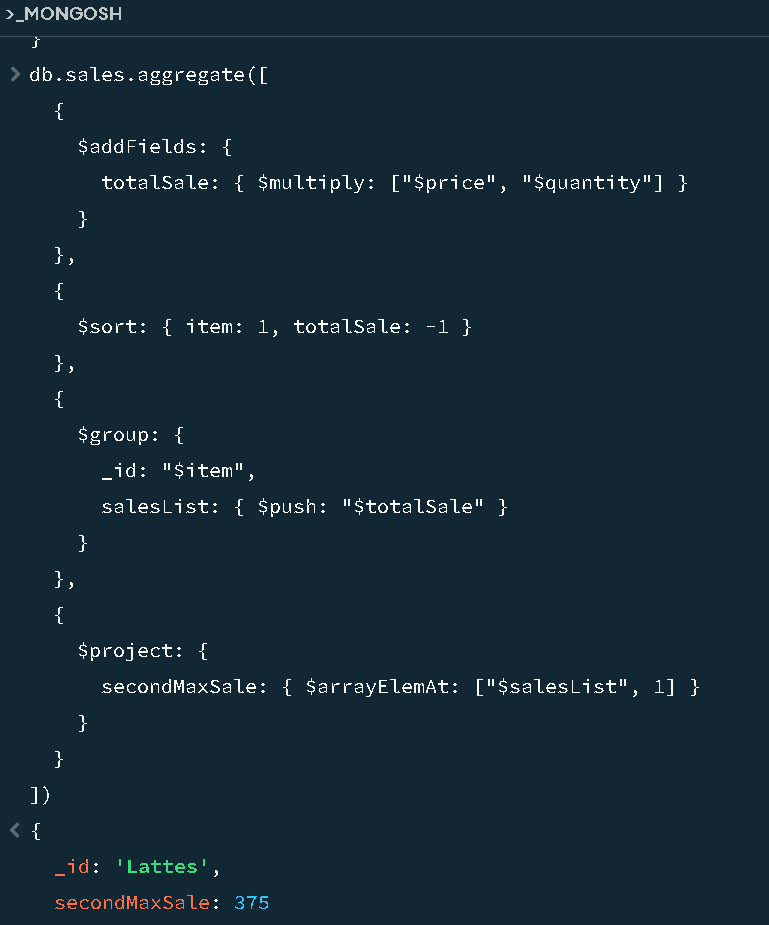 >_MONGOSH
}
> db.sales.aggregate([
{
$addFields: {
totalSale: { $multiply: ["$price", "$quantity"] }
}
},
{
$sort: { item: 1, totalSale: -1 }
},
{
$group: {
_id: "$item",
salesList: { $push: "$totalSale" }
}
},
{
$project: {
secondMaxSale: { $arrayElemAt: ["$salesList", 1] }
}
}
])
< {
_id: 'Lattes',
secondMaxSale: 375